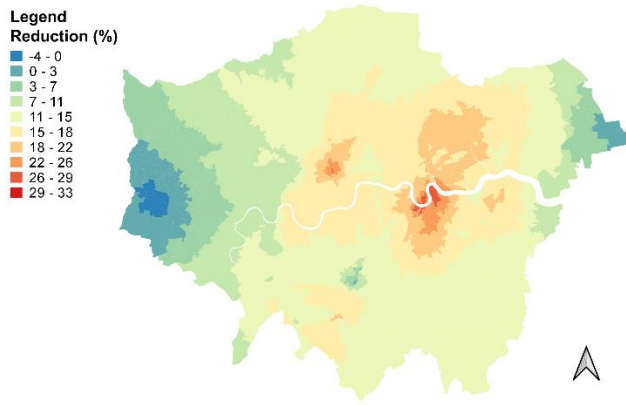 Legend
Reduction (%)
-4 - 0
0 - 3
3 - 7
7 - 11
11 - 15
15 - 18
18 - 22
22 - 26
26 - 29
29 - 33